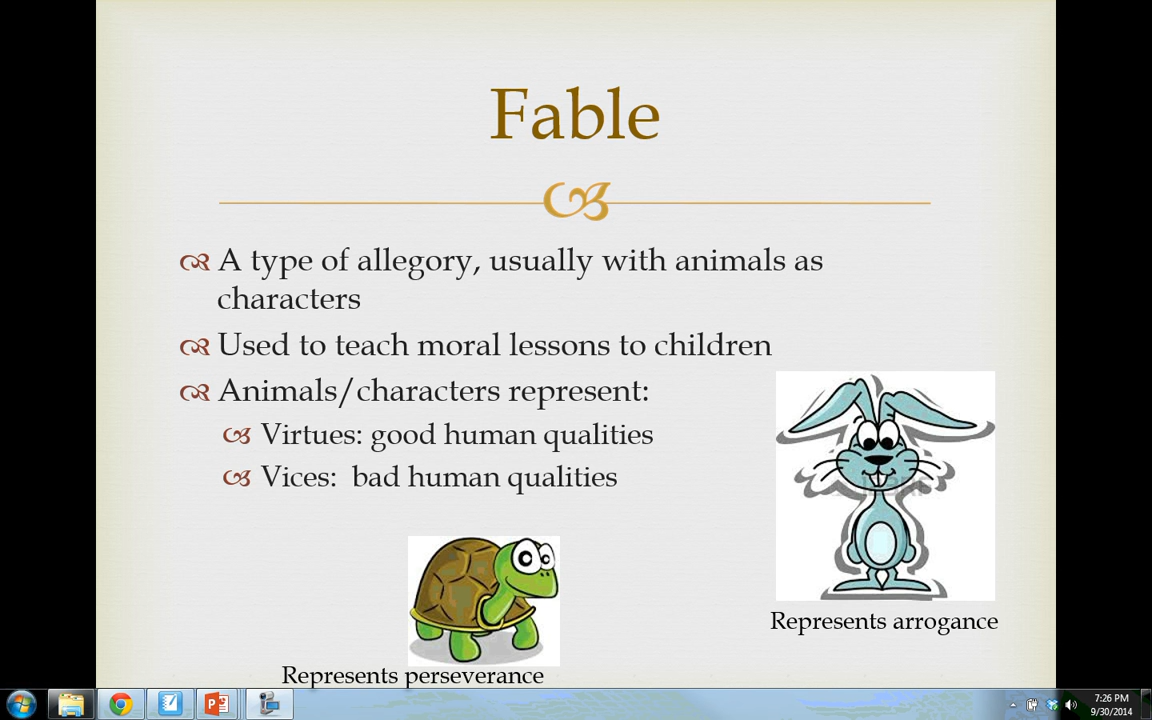 Fable
A type of allegory, usually with animals as
characters
Used to teach moral lessons to children
Animals/characters represent:
Virtues: good human qualities
Vices:  bad human qualities
Represents arrogance
Represents perseverance
7:26 PM
9/30/2014